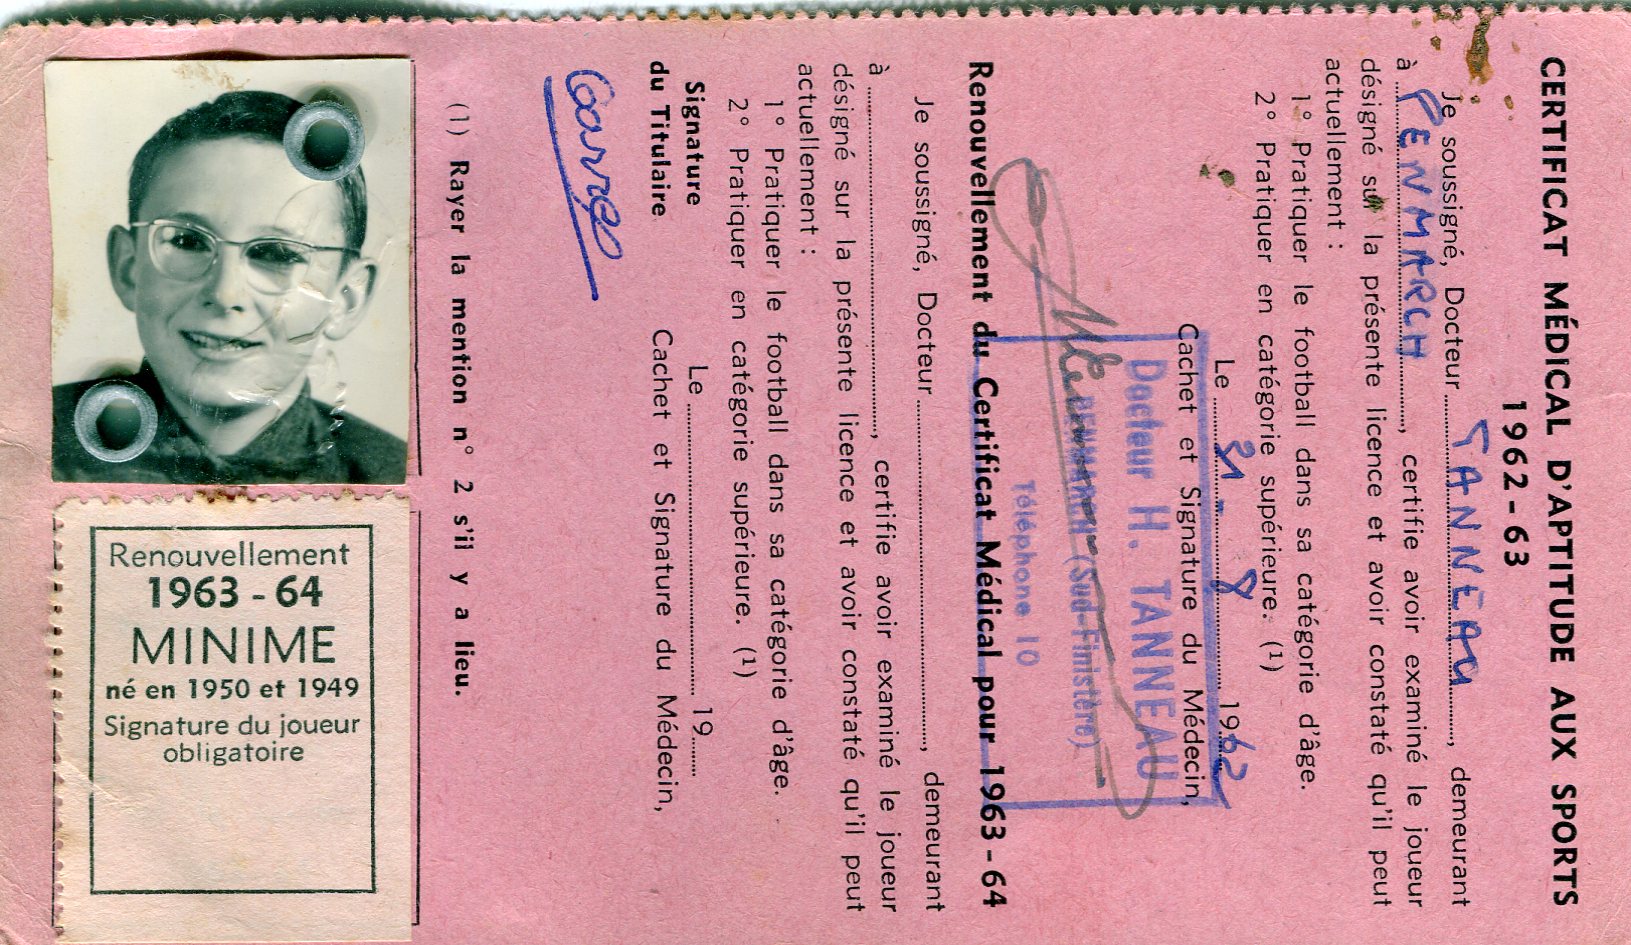 CERTIFICAT MÉDICAL D'APTITUDE AUX SPORTS
1962-63
Je soussigné, Docteur TANNEAU, demeurant
à PENMARCH, certifie avoir examiné le joueur
désigné sur la présente licence et avoir constaté qu'il peut
actuellement :
1° Pratiquer le football dans sa catégorie d'âge.
2° Pratiquer en catégorie supérieure. (1)
Le 31 - 8 1962
Cachet et Signature du Médecin,
Docteur H. TANNEAU
PENMARCH (Sud-Finistère)
Téléphone 10
Renouvellement du Certificat Médical pour 1963-64
Je soussigné, Docteur, demeurant
à, certifie avoir examiné le joueur
désigné sur la présente licence et avoir constaté qu'il peut
actuellement :
1° Pratiquer le football dans sa catégorie d'âge.
2° Pratiquer en catégorie supérieure. (1)
Le 19
Signature
du Titulaire
Cachet et Signature du Médecin,
(1) Rayer la mention n° 2 s'il y a lieu.
Renouvellement
1963-64
MINIME
né en 1950 et 1949
Signature du joueur
obligatoire